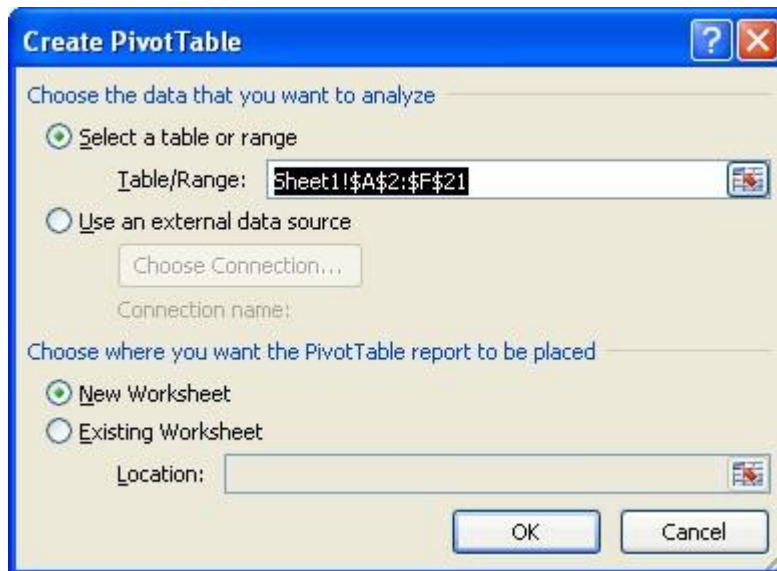 Create PivotTable
?
Choose the data that you want to analyze
Select a table or range
Table/Range: Sheet1!$A$2:$F$21
Use an external data source
Choose Connection...
Connection name:
Choose where you want the PivotTable report to be placed
New Worksheet
Existing Worksheet
Location:
OK Cancel